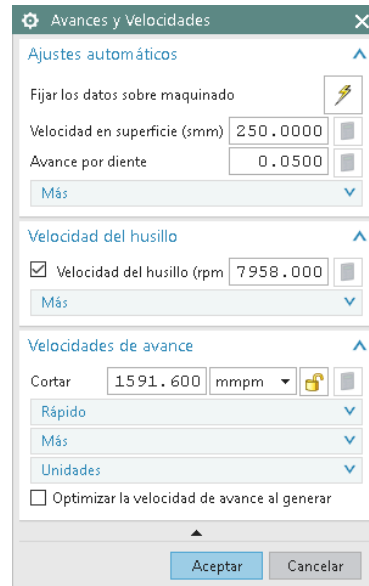 Avances y Velocidades
Ajustes automáticos
Fijar los datos sobre maquinado
Velocidad en superficie (smm) 250.0000
Avance por diente 0.0500
Más
Velocidad del husillo
Velocidad del husillo (rpm 7958.000
Más
Velocidades de avance
Cortar 1591.600 mmpm
Rápido
Más
Unidades
Optimizar la velocidad de avance al generar
Aceptar Cancelar